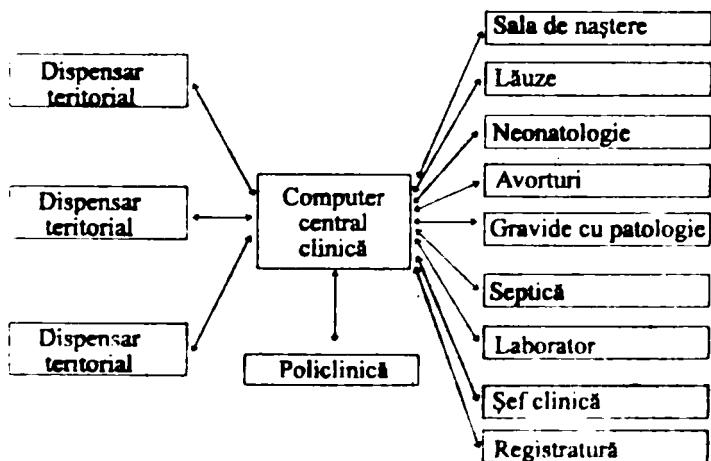 Dispensar
teritorial
Dispensar
teritorial
Dispensar
teritorial
Computer
central
clinică
Policlinică
Sala de naștere
Lăuze
Neonatologie
Avorturi
Gravide cu patologie
Septică
Laborator
Șef clinică
Registratură